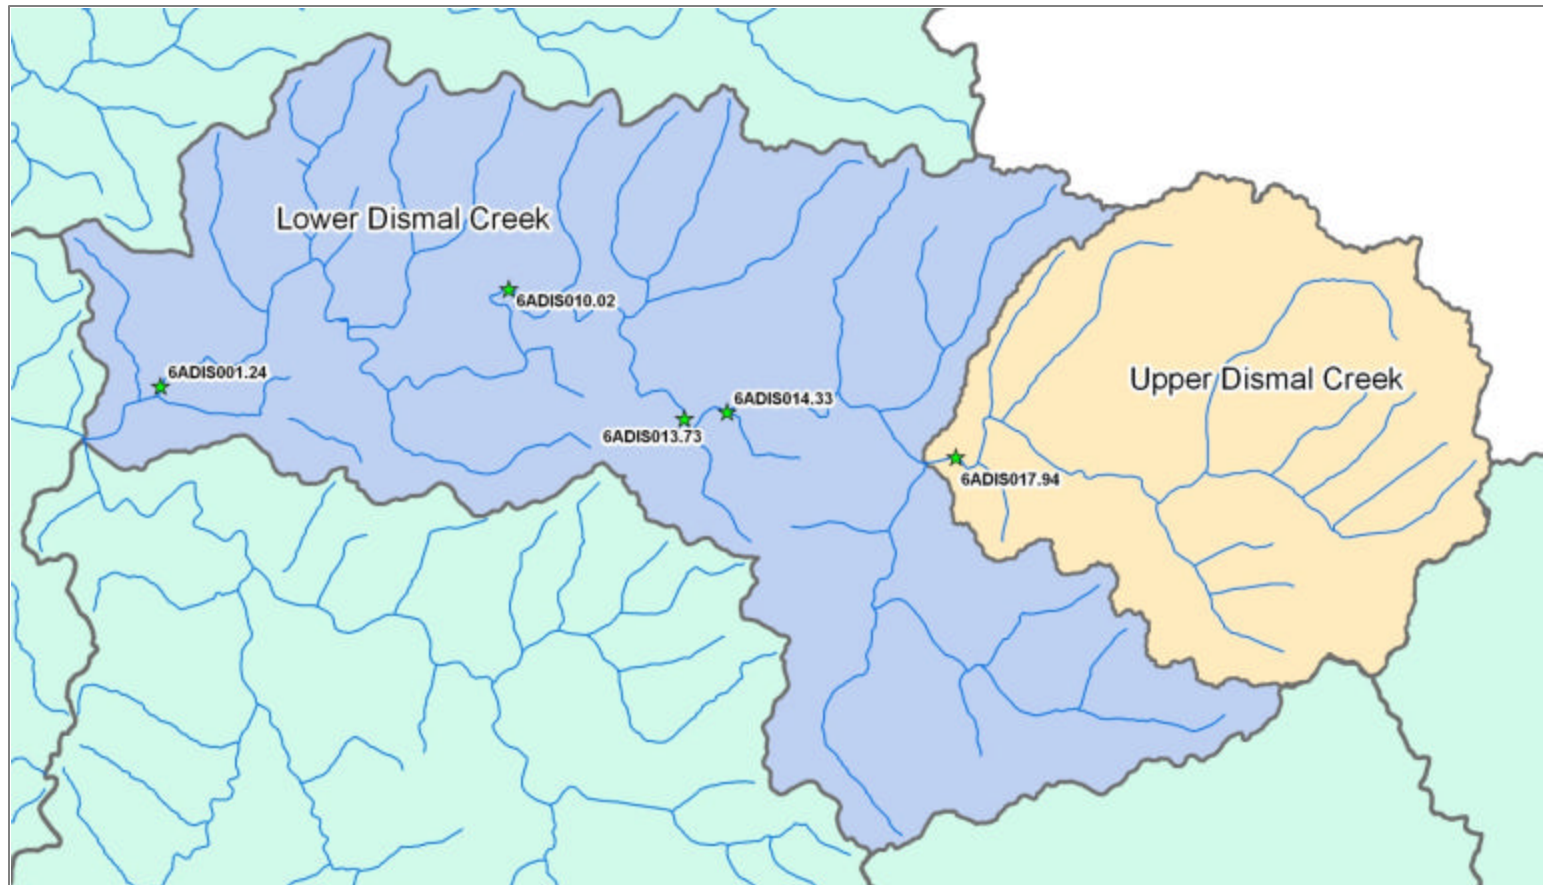 Lower Dismal Creek
6ADIS010.02
6ADIS001.24
Upper Dismal Creek
6ADIS014.33
6ADIS013.73
6ADIS017.94